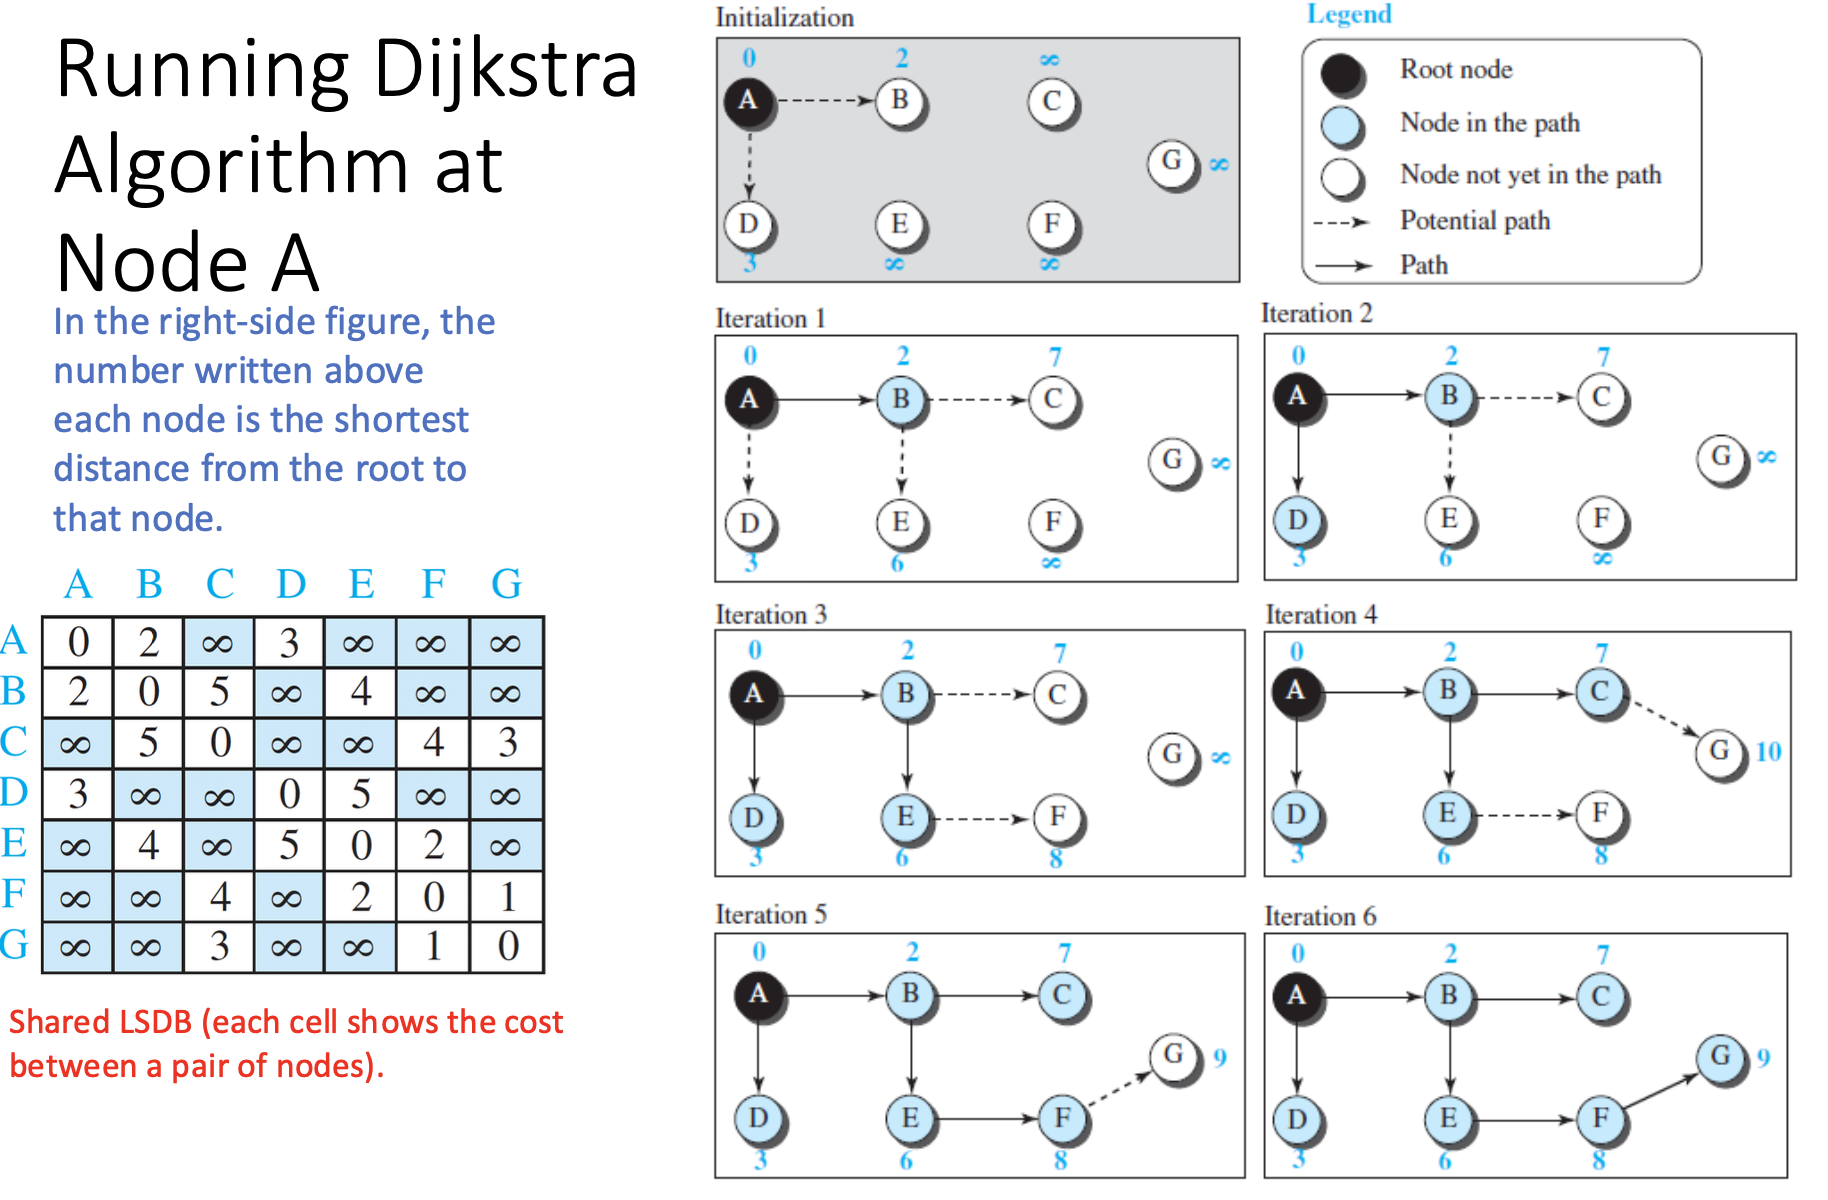 Running Dijkstra
Algorithm at
Node A
In the right-side figure, the
number written above
each node is the shortest
distance from the root to
that node.
A B C D E F G
A 0 2 ∞ 3 ∞ ∞ ∞
B 2 0 5 ∞ 4 ∞ ∞
C ∞ 5 0 ∞ ∞ 4 3
D 3 ∞ ∞ 0 5 ∞ ∞
E ∞ 4 ∞ 5 0 2 ∞
F ∞ ∞ 4 ∞ 2 0 1
G ∞ ∞ 3 ∞ ∞ 1 0
Shared LSDB (each cell shows the cost
between a pair of nodes).
Initialization
0 2 ∞
A B C
G ∞
D E F
3 ∞ ∞
Legend
Root node
Node in the path
Node not yet in the path
Potential path
Path
Iteration 1
0 2 7
A B C
G ∞
D E F
3 6 ∞
Iteration 2
0 2 7
A B C
G ∞
D E F
3 6 ∞
Iteration 3
0 2 7
A B C
G ∞
D E F
3 6 8
Iteration 4
0 2 7
A B C
G 10
D E F
3 6 8
Iteration 5
0 2 7
A B C
G 9
D E F
3 6 8
Iteration 6
0 2 7
A B C
G 9
D E F
3 6 8